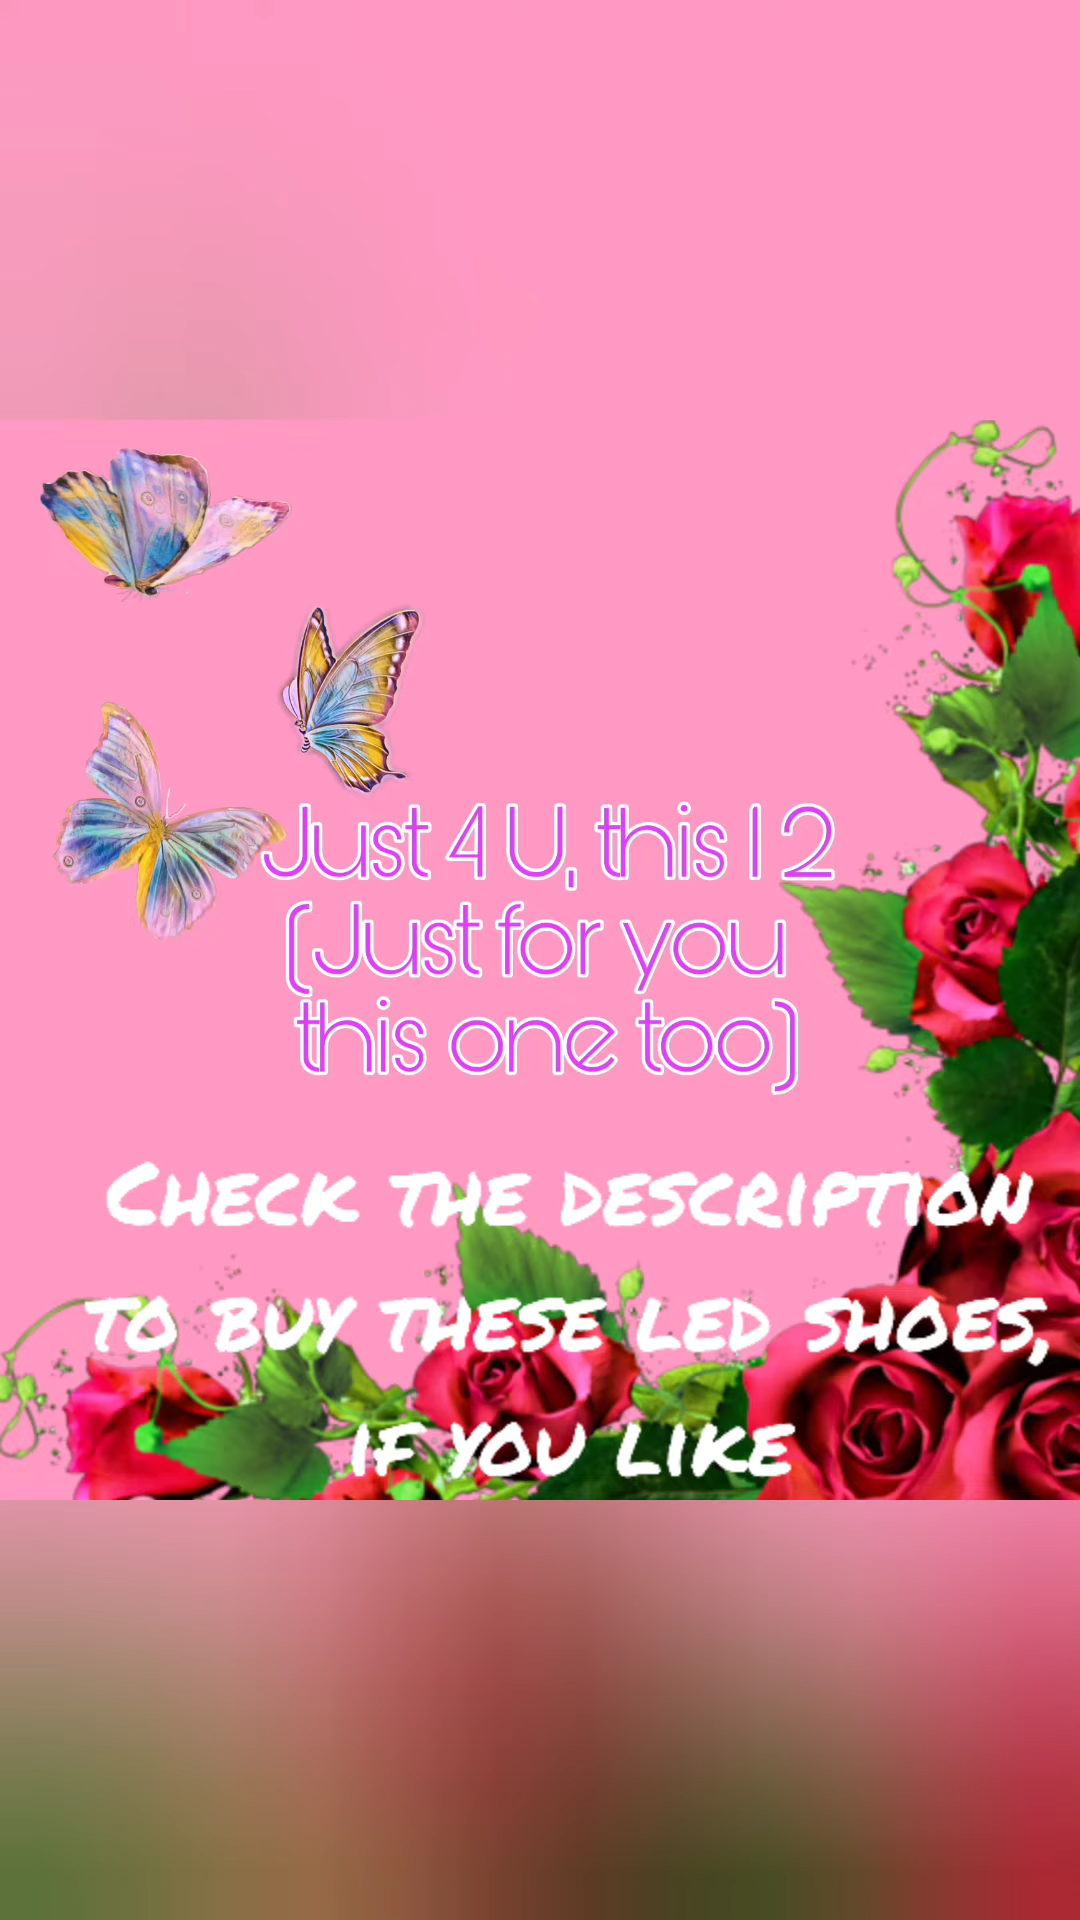 Just 4 U, this 1 2
(Just for you
this one too)
Check the description
to buy these led shoes,
if you like